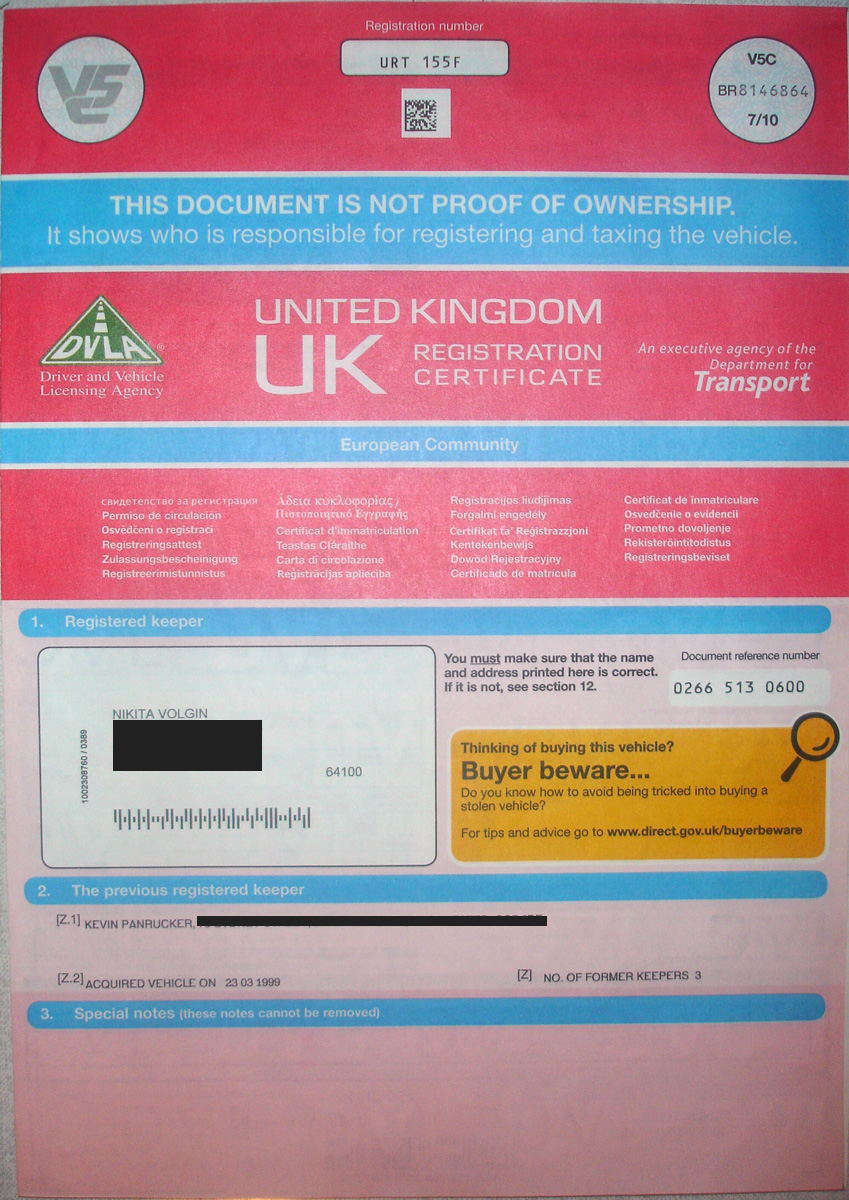 Registration number
URT 155F
V5C
V5C
BR8146864
7/10
THIS DOCUMENT IS NOT PROOF OF OWNERSHIP.
It shows who is responsible for registering and taxing the vehicle.
DVLA ®
Driver and Vehicle
Licensing Agency
UNITED KINGDOM
UK REGISTRATION
CERTIFICATE
An executive agency of the
Department for
Transport
European Community
свидетелство за регистрация
Permiso de circulación
Osvědčení o registraci
Registreringsattest
Zulassungsbescheinigung
Registreerimistunnistus
Άδεια κυκλοφορίας /
Πιστοποιητικό Εγγραφής
Certificat d'immatriculation
Teastas Cláraithe
Carta di circolazione
Reģistrācijas apliecība
Registracijos liudijimas
Forgalmi engedély
Ċertifikat ta' Reġistrazzjoni
Kentekenbewijs
Dowód Rejestracyjny
Certificado de matrícula
Certificat de înmatriculare
Osvedčenie o evidencii
Prometno dovoljenje
Rekisteröintitodistus
Registreringsbeviset
1. Registered keeper
NIKITA VOLGIN
64100
1002308760 / 0389
You must make sure that the name
and address printed here is correct.
If it is not, see section 12.
Document reference number
0266 513 0600
Thinking of buying this vehicle?
Buyer beware...
Do you know how to avoid being tricked into buying a
stolen vehicle?
For tips and advice go to www.direct.gov.uk/buyerbeware
2. The previous registered keeper
[Z.1] KEVIN PANRUCKER,
[Z.2] ACQUIRED VEHICLE ON 23 03 1999
[Z] NO. OF FORMER KEEPERS 3
3. Special notes (these notes cannot be removed)